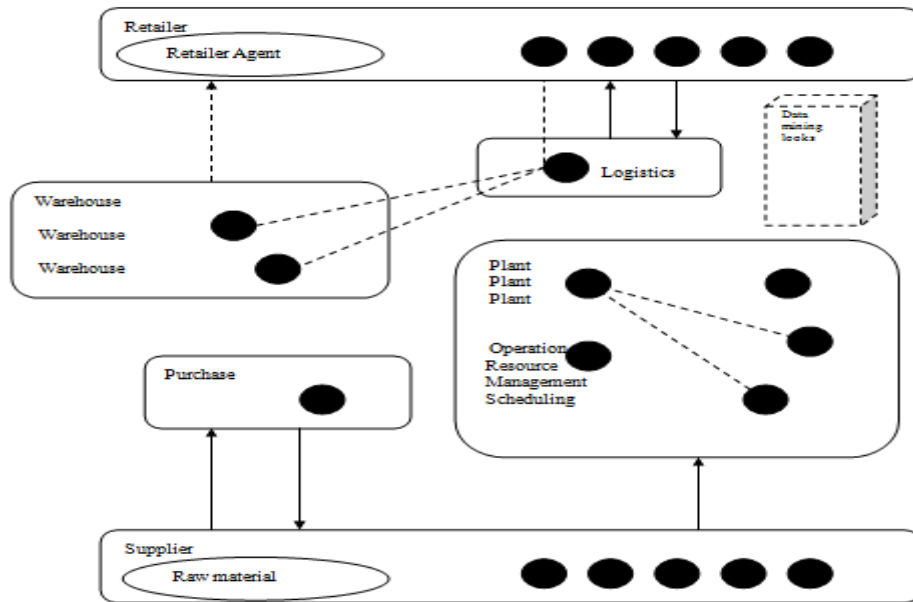 Retailer
Retailer Agent
Data
mining
looks
Logistics
Warehouse
Warehouse
Warehouse
Plant
Plant
Plant
Operation
Resource
Management
Scheduling
Purchase
Supplier
Raw material